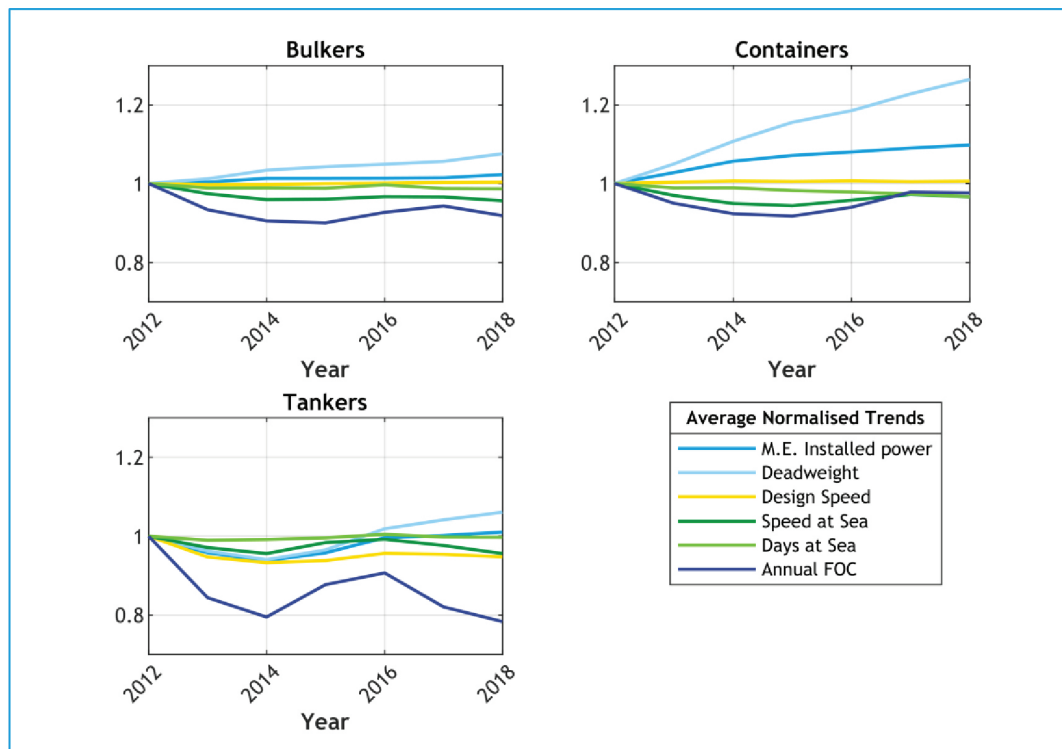 Bulkers
1.2
1
0.8
2012
2014
2016
2018
Year
Containers
1.2
1
0.8
2012
2014
2016
2018
Year
Tankers
1.2
1
0.8
2012
2014
2016
2018
Year
Average Normalised Trends
M.E. Installed power
Deadweight
Design Speed
Speed at Sea
Days at Sea
Annual FOC